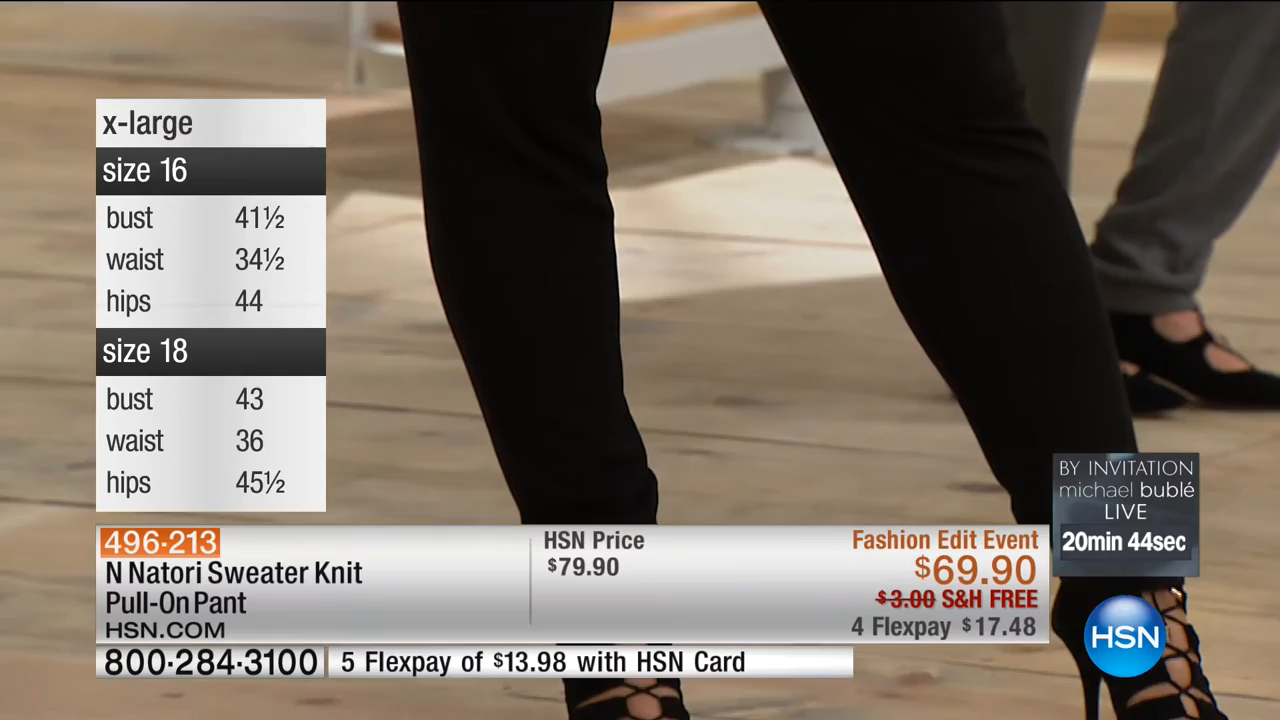 x-large
size 16
bust 41½
waist 34½
hips 44
size 18
bust 43
waist 36
hips 45½
BY INVITATION
michael bublé
LIVE
20min 44sec
496·213
N Natori Sweater Knit
Pull-On Pant
HSN.COM
HSN Price
$79.90
Fashion Edit Event
$69.90
$3.00 S&H FREE
4 Flexpay $17.48
HSN
800·284·3100
5 Flexpay of $13.98 with HSN Card